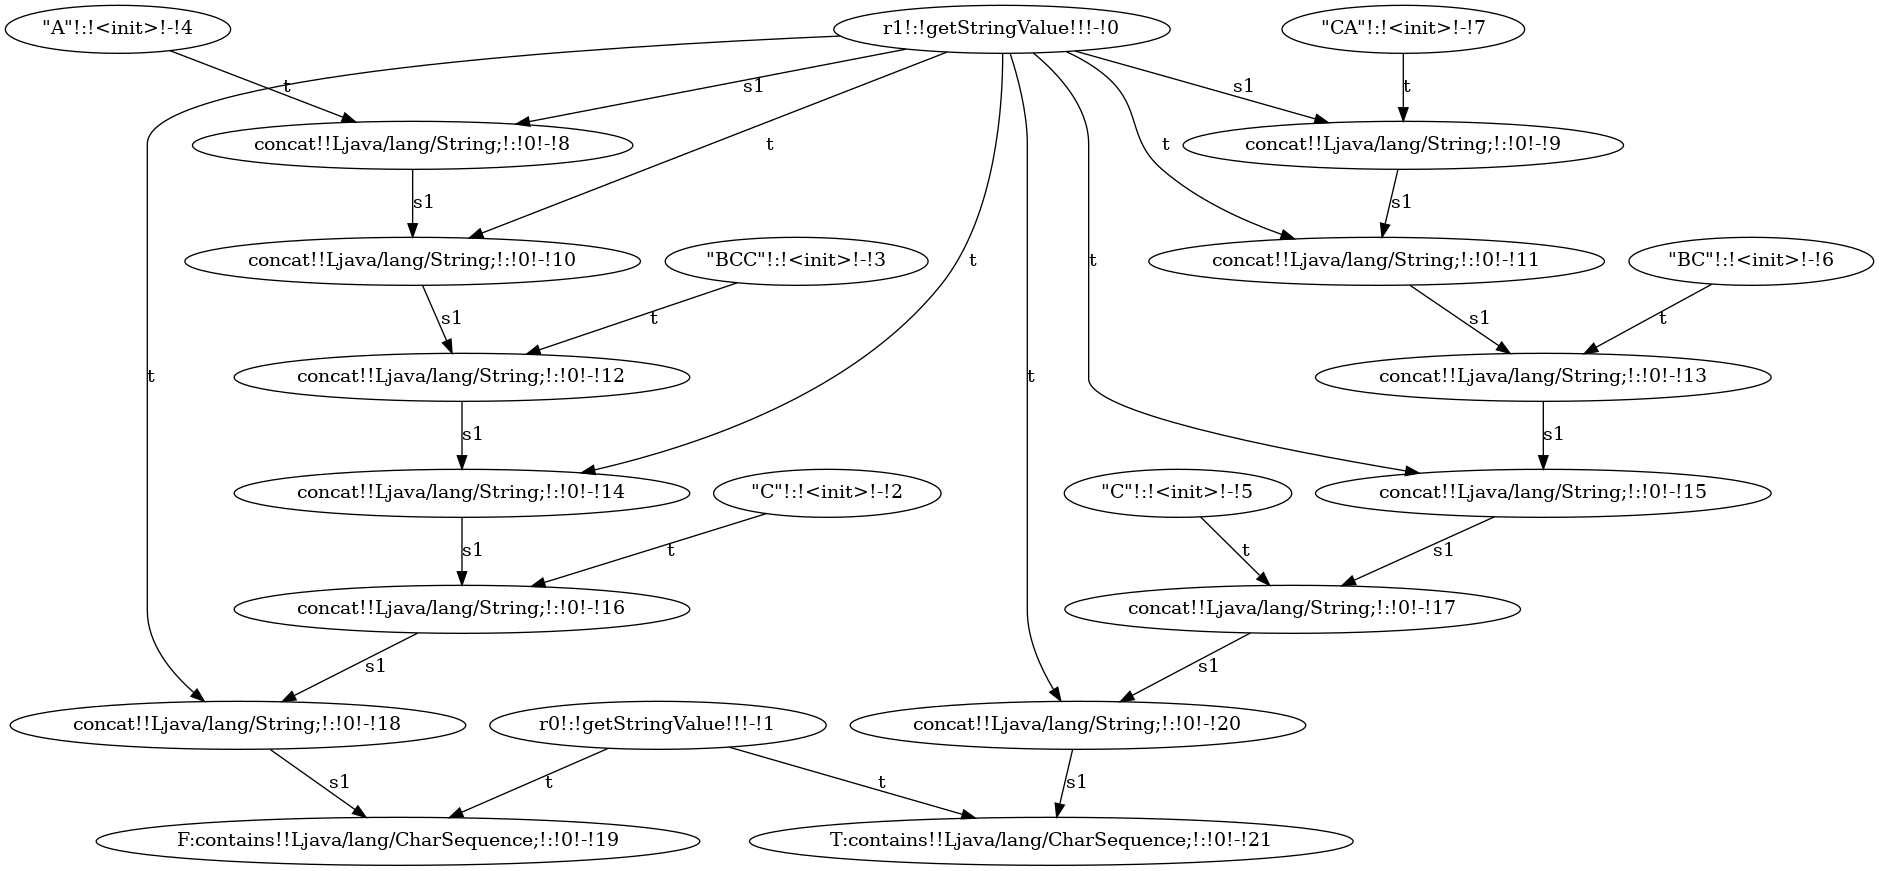 "A"!:!<init>!-!4
r1!:!getStringValue!!!-!0
"CA"!:!<init>!-!7
t
s1
s1
t
concat!!Ljava/lang/String;!:!0!-!8
t
t
concat!!Ljava/lang/String;!:!0!-!9
s1
s1
concat!!Ljava/lang/String;!:!0!-!10
"BCC"!:!<init>!-!3
t
t
concat!!Ljava/lang/String;!:!0!-!11
"BC"!:!<init>!-!6
s1
t
s1
t
t
concat!!Ljava/lang/String;!:!0!-!12
t
concat!!Ljava/lang/String;!:!0!-!13
s1
s1
concat!!Ljava/lang/String;!:!0!-!14
"C"!:!<init>!-!2
"C"!:!<init>!-!5
concat!!Ljava/lang/String;!:!0!-!15
s1
t
t
s1
concat!!Ljava/lang/String;!:!0!-!16
concat!!Ljava/lang/String;!:!0!-!17
s1
s1
concat!!Ljava/lang/String;!:!0!-!18
r0!:!getStringValue!!!-!1
concat!!Ljava/lang/String;!:!0!-!20
s1
t
t
s1
F:contains!!Ljava/lang/CharSequence;!:!0!-!19
T:contains!!Ljava/lang/CharSequence;!:!0!-!21